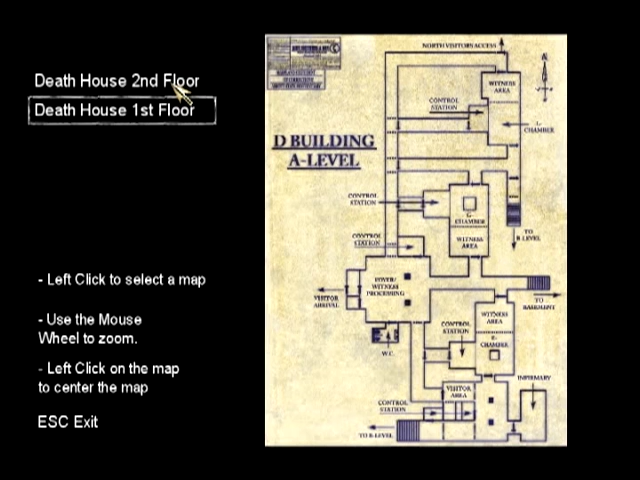 Death House 2nd Floor
Death House 1st Floor
- Left Click to select a map
- Use the Mouse
Wheel to zoom.
- Left Click on the map
to center the map
ESC Exit
D BUILDING
A-LEVEL
NORTH VISITORS ACCESS
WITNESS
AREA
CONTROL
STATION
L-
CHAMBER
CONTROL
STATION
G-
CHAMBER
WITNESS
AREA
TO
B-LEVEL
CONTROL
STATION
FOYER/
WITNESS
PROCESSING
VISITOR
ARRIVAL
TO
BASEMENT
WITNESS
AREA
CONTROL
STATION
E-
CHAMBER
W.C.
VISITOR
AREA
INFIRMARY
CONTROL
STATION
TO B-LEVEL